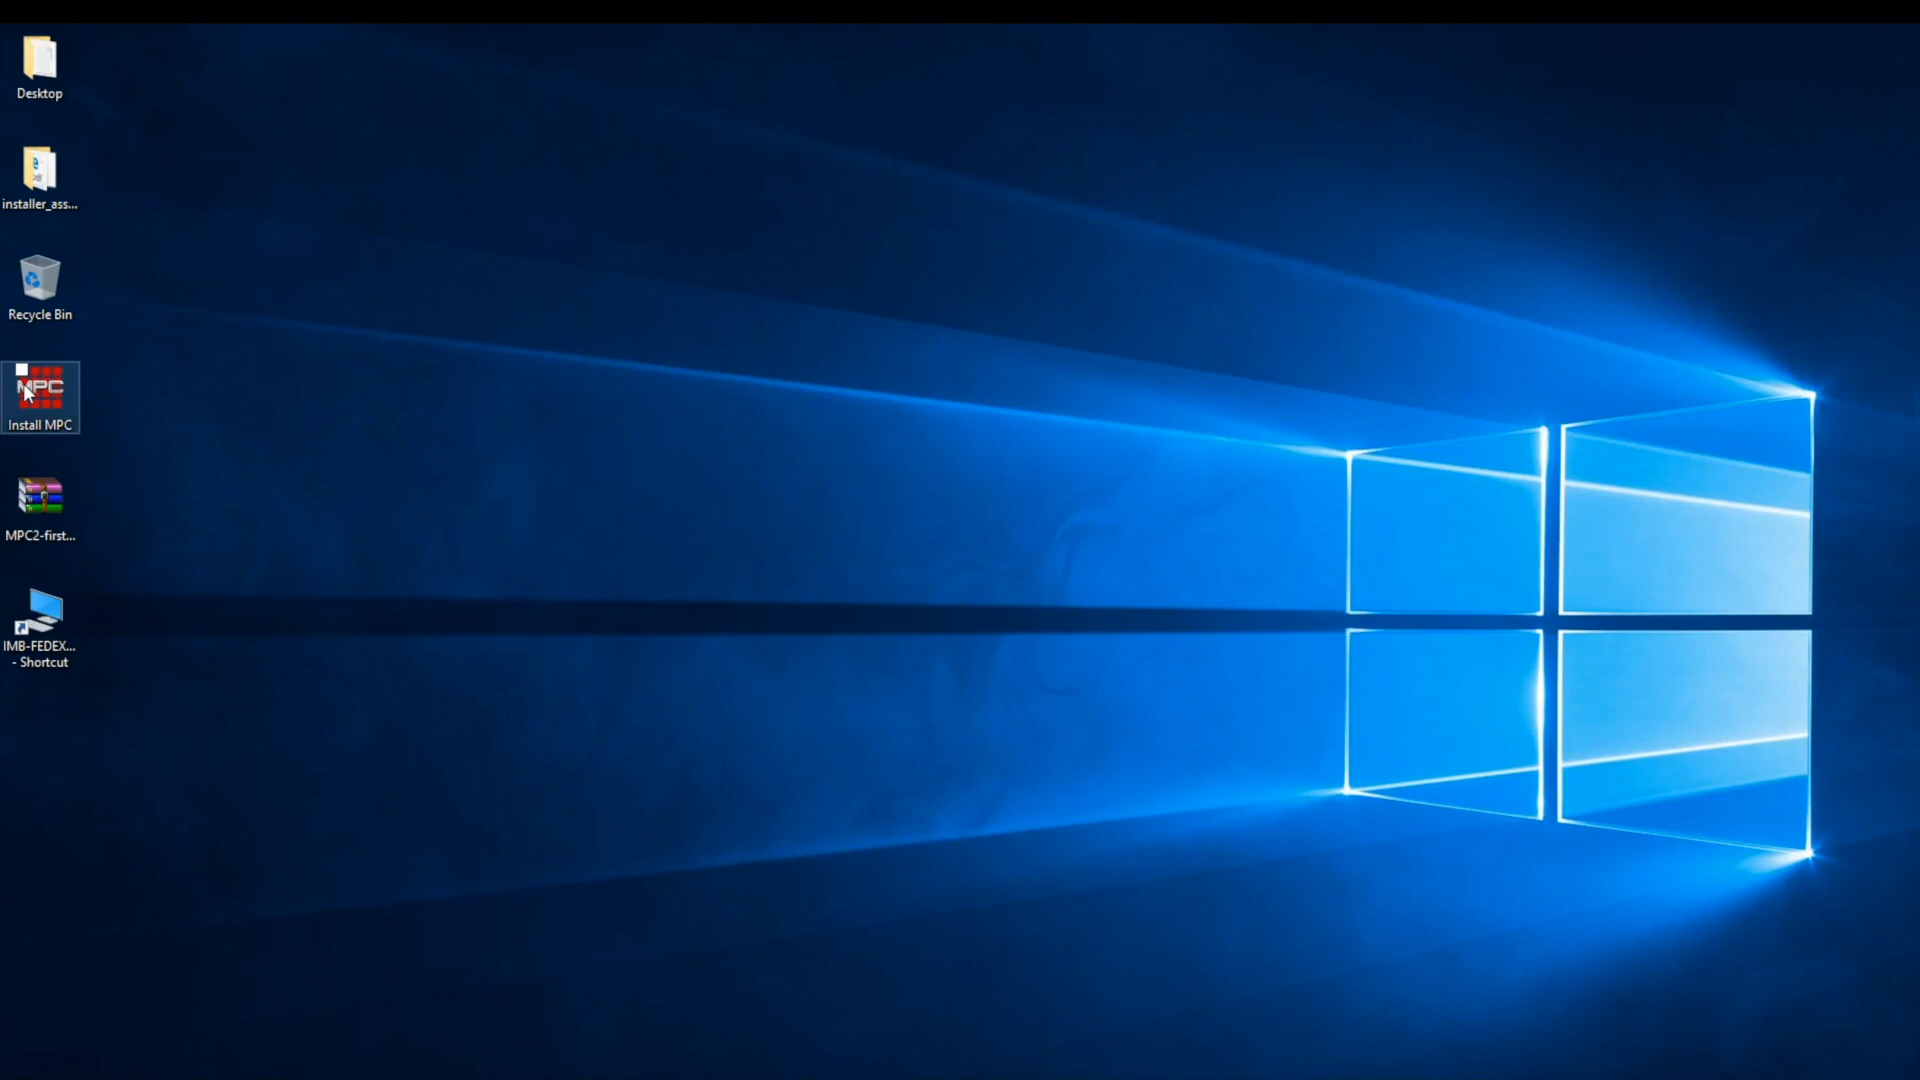 Desktop
installer_ass...
Recycle Bin
MPC
Install MPC
MPC2-first...
IMB-FEDEX...
- Shortcut